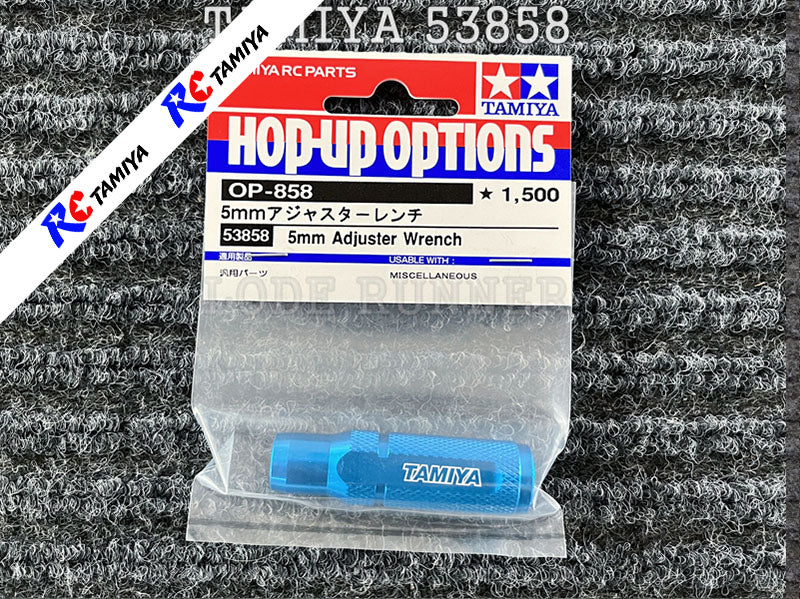 TAMIYA 53858
RC TAMIYA
RC TAMIYA
TAMIYA RC PARTS
TAMIYA
HOP-UP OPTIONS
OP-858
★ 1,500
5mmアジャスターレンチ
53858 5mm Adjuster Wrench
適用製品 USABLE WITH :
汎用パーツ MISCELLANEOUS
LODE RUNNER
TAMIYA